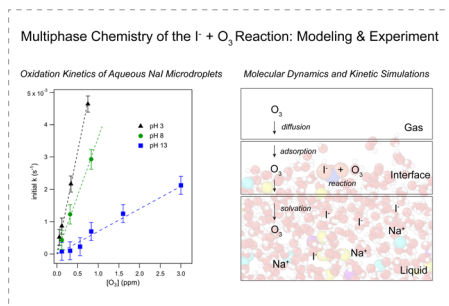 Multiphase Chemistry of the I⁻ + O₃ Reaction: Modeling & Experiment
Oxidation Kinetics of Aqueous NaI Microdroplets
initial k (s⁻¹)
5 x10⁻³
4
3
2
1
0
pH 3
pH 8
pH 13
0.0 0.5 1.0 1.5 2.0 2.5 3.0
[O₃] (ppm)
Molecular Dynamics and Kinetic Simulations
O₃
diffusion
Gas
adsorption
O₃ I⁻ + O₃
reaction
Interface
solvation
O₃
I⁻
I⁻
I⁻
Na⁺
I⁻
Na⁺
Na⁺
Na⁺
Liquid